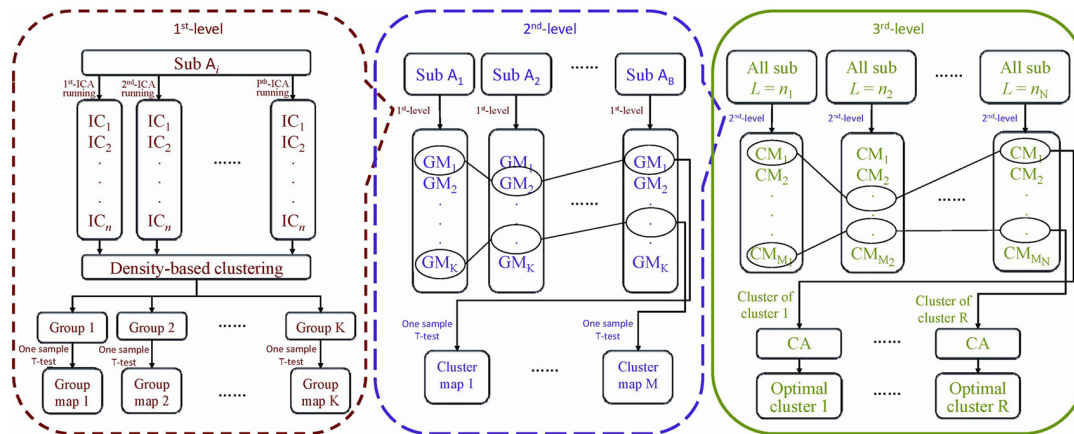 1st-level
Sub Ai
1st-ICA
running
2nd-ICA
running
Pth-ICA
running
IC1
IC2
.
.
.
ICn
IC1
IC2
.
.
.
ICn
......
IC1
IC2
.
.
.
ICn
Density-based clustering
Group 1
Group 2
......
Group K
One sample
T-test
One sample
T-test
One sample
T-test
Group
map 1
Group
map 2
......
Group
map K
2nd-level
Sub A1
Sub A2
......
Sub AB
1st-level
1st-level
1st-level
GM1
GM2
.
.
.
GMK
GM1
GM2
.
.
.
GMK
......
GM1
GM2
.
.
.
GMK
One sample
T-test
One sample
T-test
Cluster
map 1
......
Cluster
map M
3rd-level
All sub
L = n1
All sub
L = n2
......
All sub
L = nN
2nd-level
2nd-level
2nd-level
CM1
CM2
.
.
.
CMM1
CM1
CM2
.
.
.
CMM2
......
CM1
CM2
.
.
.
CMMN
Cluster of
cluster 1
Cluster of
cluster R
CA
......
CA
Optimal
cluster 1
......
Optimal
cluster R